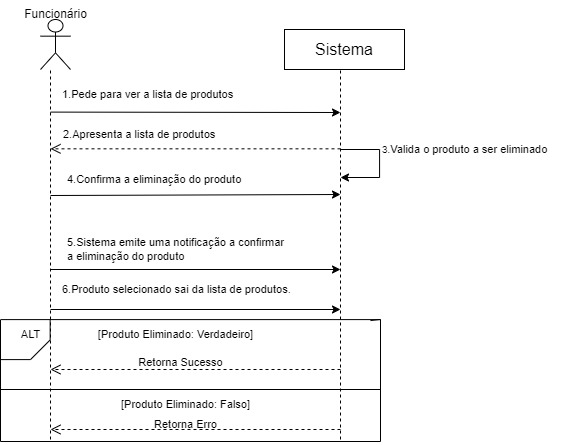 Funcionário
Sistema
1.Pede para ver a lista de produtos
2.Apresenta a lista de produtos
3.Valida o produto a ser eliminado
4.Confirma a eliminação do produto
5.Sistema emite uma notificação a confirmar
a eliminação do produto
6.Produto selecionado sai da lista de produtos.
ALT
[Produto Eliminado: Verdadeiro]
Retorna Sucesso
[Produto Eliminado: Falso]
Retorna Erro